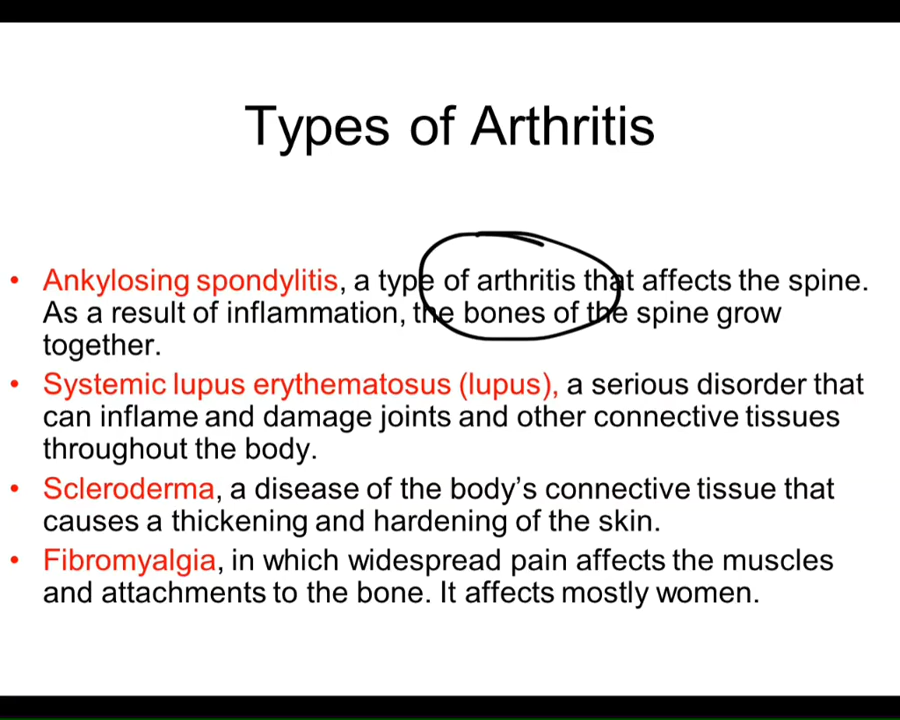 Types of Arthritis
• Ankylosing spondylitis, a type of arthritis that affects the spine.
As a result of inflammation, the bones of the spine grow
together.
• Systemic lupus erythematosus (lupus), a serious disorder that
can inflame and damage joints and other connective tissues
throughout the body.
• Scleroderma, a disease of the body’s connective tissue that
causes a thickening and hardening of the skin.
• Fibromyalgia, in which widespread pain affects the muscles
and attachments to the bone. It affects mostly women.